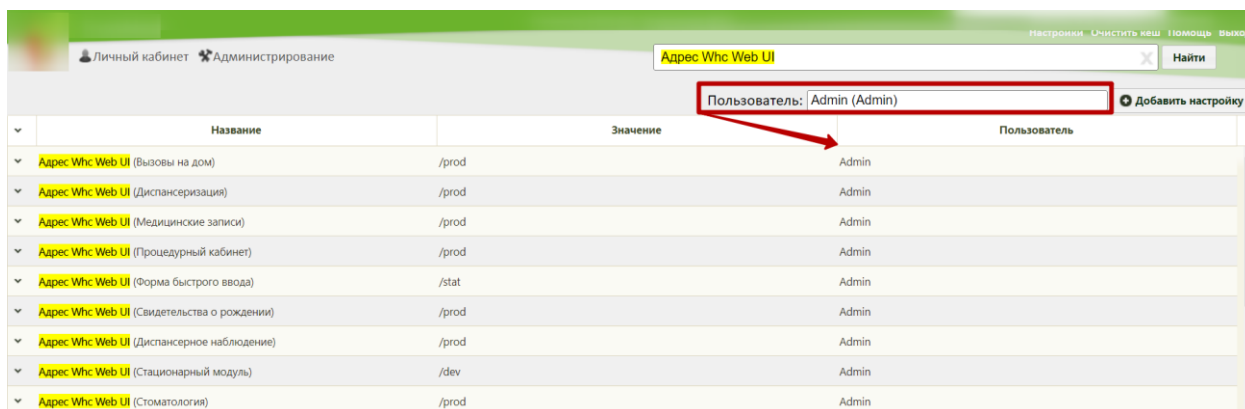 Настройки Очистить кеш Помощь Выхо
Личный кабинет Администрирование
Адрес Whc Web UI
Найти
Пользователь: Admin (Admin)
Добавить настройку
Название Значение Пользователь
Адрес Whc Web UI (Вызовы на дом) /prod Admin
Адрес Whc Web UI (Диспансеризация) /prod Admin
Адрес Whc Web UI (Медицинские записи) /prod Admin
Адрес Whc Web UI (Процедурный кабинет) /prod Admin
Адрес Whc Web UI (Форма быстрого ввода) /stat Admin
Адрес Whc Web UI (Свидетельства о рождении) /prod Admin
Адрес Whc Web UI (Диспансерное наблюдение) /prod Admin
Адрес Whc Web UI (Стационарный модуль) /dev Admin
Адрес Whc Web UI (Стоматология) /prod Admin